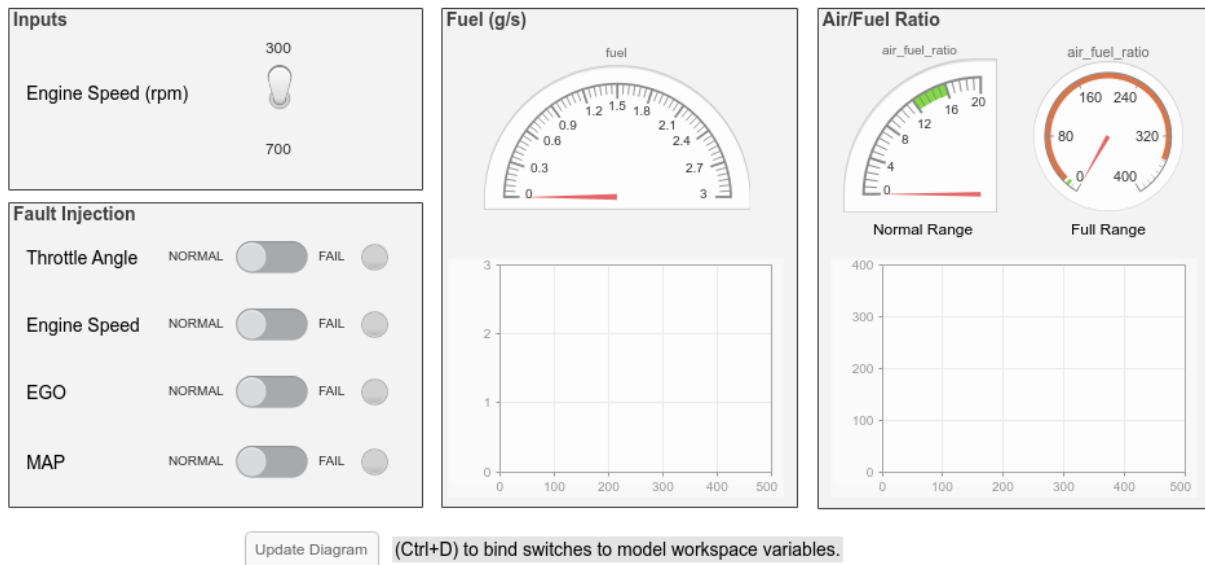 Inputs
300
Engine Speed (rpm)
700
Fault Injection
Throttle Angle NORMAL FAIL
Engine Speed NORMAL FAIL
EGO NORMAL FAIL
MAP NORMAL FAIL
Fuel (g/s)
fuel
0 0.3 0.6 0.9 1.2 1.5 1.8 2.1 2.4 2.7 3
3
2
1
0
0 100 200 300 400 500
Air/Fuel Ratio
air_fuel_ratio
0 4 8 12 16 20
Normal Range
air_fuel_ratio
0 80 160 240 320 400
Full Range
400
300
200
100
0
0 100 200 300 400 500
Update Diagram (Ctrl+D) to bind switches to model workspace variables.